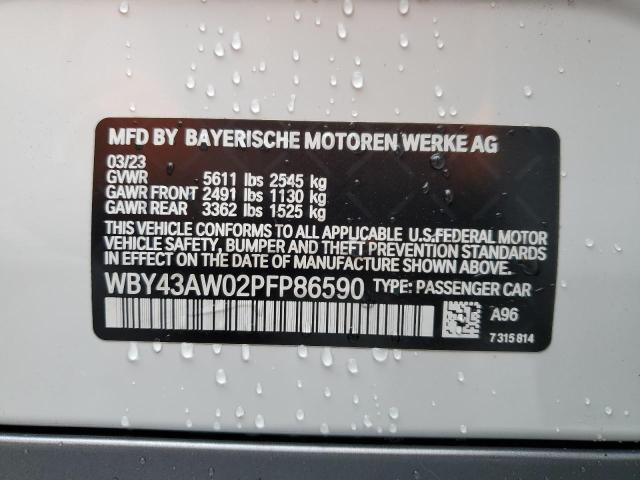 MFD BY BAYERISCHE MOTOREN WERKE AG
03/23
GVWR 5611 lbs 2545 kg
GAWR FRONT 2491 lbs 1130 kg
GAWR REAR 3362 lbs 1525 kg
THIS VEHICLE CONFORMS TO ALL APPLICABLE U.S.FEDERAL MOTOR
VEHICLE SAFETY, BUMPER AND THEFT PREVENTION STANDARDS
IN EFFECT ON THE DATE OF MANUFACTURE SHOWN ABOVE.
WBY43AW02PFP86590 TYPE: PASSENGER CAR
A96
7 315 814